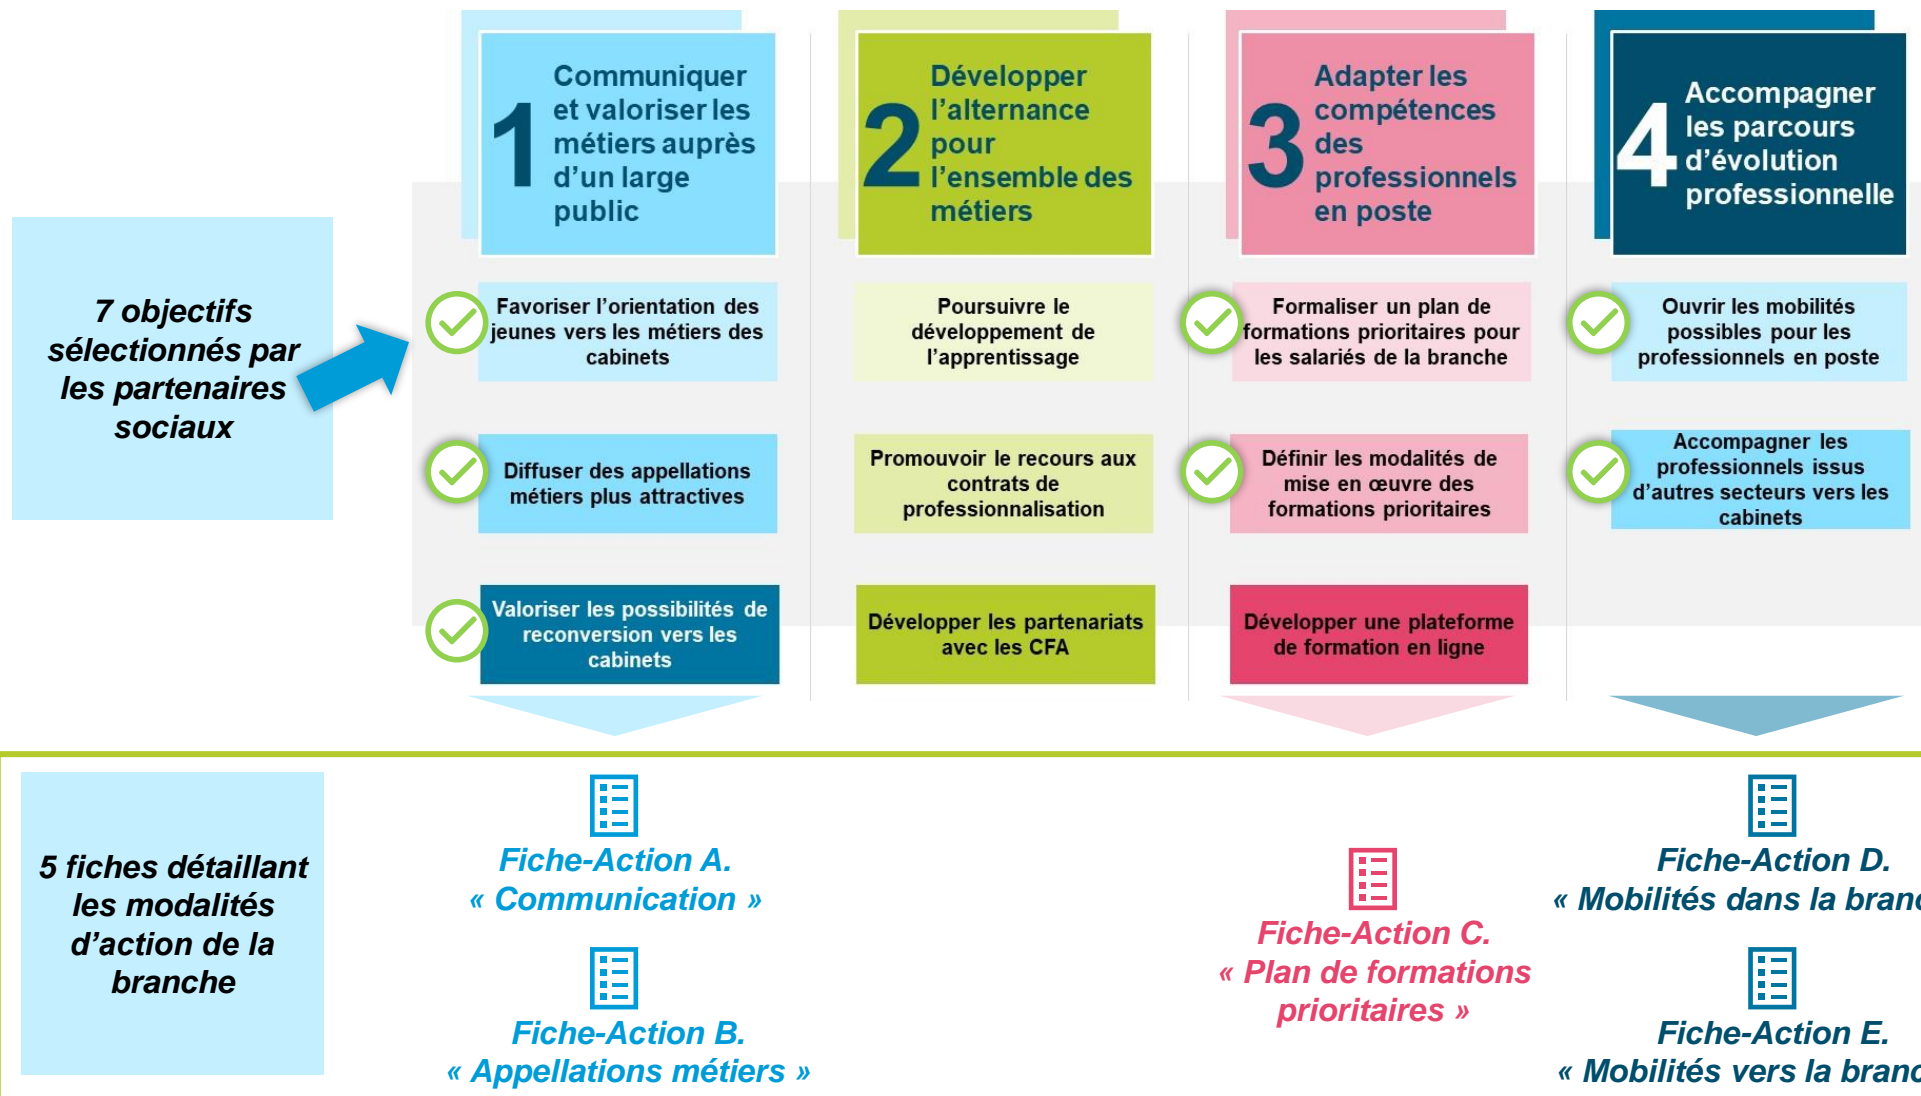 1
Communiquer
et valoriser les
métiers auprès
d'un large
public
2
Développer
l'alternance
pour
l'ensemble des
métiers
3
Adapter les
compétences
des
professionnels
en poste
4
Accompagner
les parcours
d'évolution
professionnelle
7 objectifs
sélectionnés par
les partenaires
sociaux
Favoriser l'orientation des
jeunes vers les métiers des
cabinets
Poursuivre le
développement de
l'apprentissage
Formaliser un plan de
formations prioritaires pour
les salariés de la branche
Ouvrir les mobilités
possibles pour les
professionnels en poste
Diffuser des appellations
métiers plus attractives
Promouvoir le recours aux
contrats de
professionnalisation
Définir les modalités de
mise en œuvre des
formations prioritaires
Accompagner les
professionnels issus
d'autres secteurs vers les
cabinets
Valoriser les possibilités de
reconversion vers les
cabinets
Développer les partenariats
avec les CFA
Développer une plateforme
de formation en ligne
5 fiches détaillant
les modalités
d'action de la
branche
Fiche-Action A.
« Communication »
Fiche-Action B.
« Appellations métiers »
Fiche-Action C.
« Plan de formations
prioritaires »
Fiche-Action D.
« Mobilités dans la
Fiche-Action E.
« Mobilités vers la